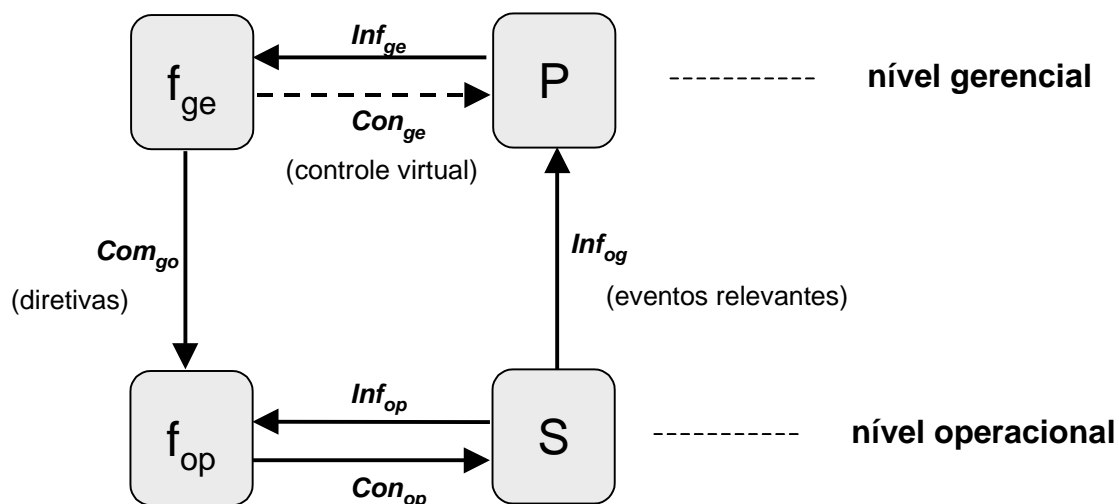 Inf_ge
f_ge
P
nível gerencial
Con_ge
(controle virtual)
Com_go
(diretivas)
Inf_og
(eventos relevantes)
Inf_op
f_op
S
nível operacional
Con_op